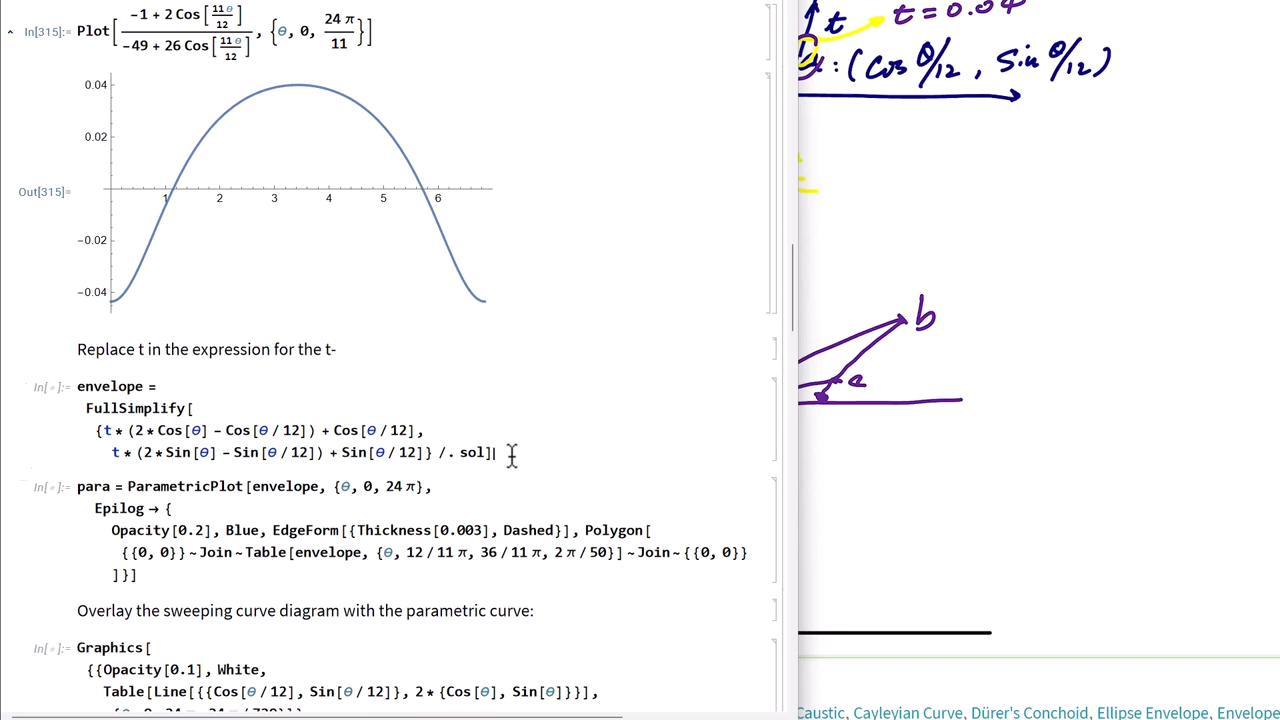 In[315]:= Plot[(-1 + 2 Cos[11 θ/12])/(-49 + 26 Cos[11 θ/12]), {θ, 0, 24 π/11}]
0.04
0.02
Out[315]=
1 2 3 4 5 6
-0.02
-0.04
Replace t in the expression for the t-
In[∘]:= envelope =
FullSimplify[
{t * (2 * Cos[θ] - Cos[θ / 12]) + Cos[θ / 12],
t * (2 * Sin[θ] - Sin[θ / 12]) + Sin[θ / 12]} /. sol]
In[∘]:= para = ParametricPlot[envelope, {θ, 0, 24 π},
Epilog → {
Opacity[0.2], Blue, EdgeForm[{Thickness[0.003], Dashed}], Polygon[
{{0, 0}} ~ Join ~ Table[envelope, {θ, 12 / 11 π, 36 / 11 π, 2 π / 50}] ~ Join ~ {{0, 0}}
]}]
Overlay the sweeping curve diagram with the parametric curve:
In[∘]:= Graphics[
{{Opacity[0.1], White,
Table[Line[{{Cos[θ / 12], Sin[θ / 12]}, 2 * {Cos[θ], Sin[θ]}}],
t = 0.04
t
: (Cos θ/12 , Sin θ/12)
b
a
Caustic, Cayleyian Curve, Dürer's Conchoid, Ellipse Envelope, Envelope